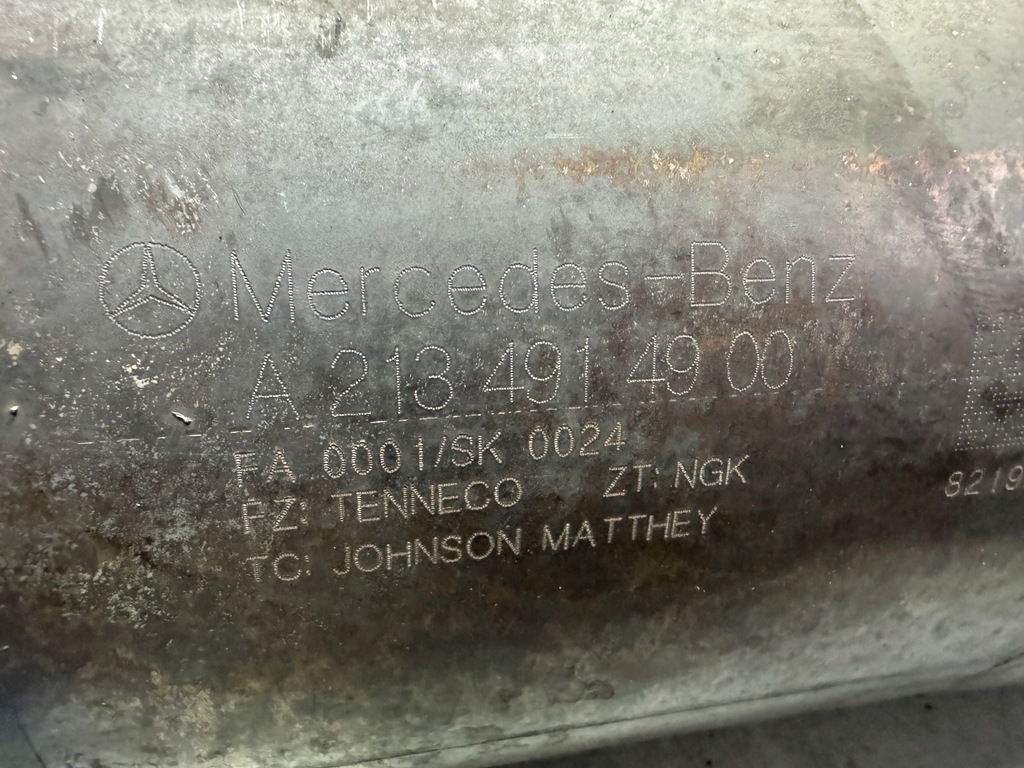 Mercedes-Benz
A 213 491 49 00
FA 0001/SK 0024
FZ: TENNECO ZT: NGK
TC: JOHNSON MATTHEY
8219